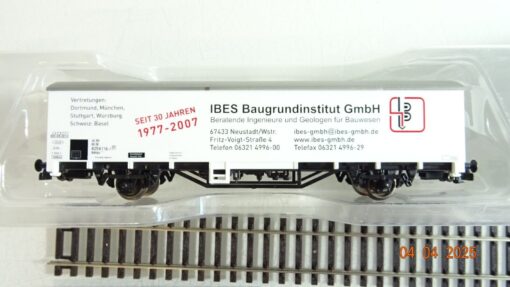 Vertretungen:
Dortmund, München,
Stuttgart, Würzburg
Schweiz: Basel
SEIT 30 JAHREN
1977-2007
IBES Baugrundinstitut GmbH
Beratende Ingenieure und Geologen für Bauwesen
67433 Neustadt/Wstr.
Fritz-Voigt-Straße 4
Telefon 06321 4996-00
ibes-gmbh@ibes-gmbh.de
www.ibes-gmbh.de
Telefax 06321 4996-29
04 04 2025